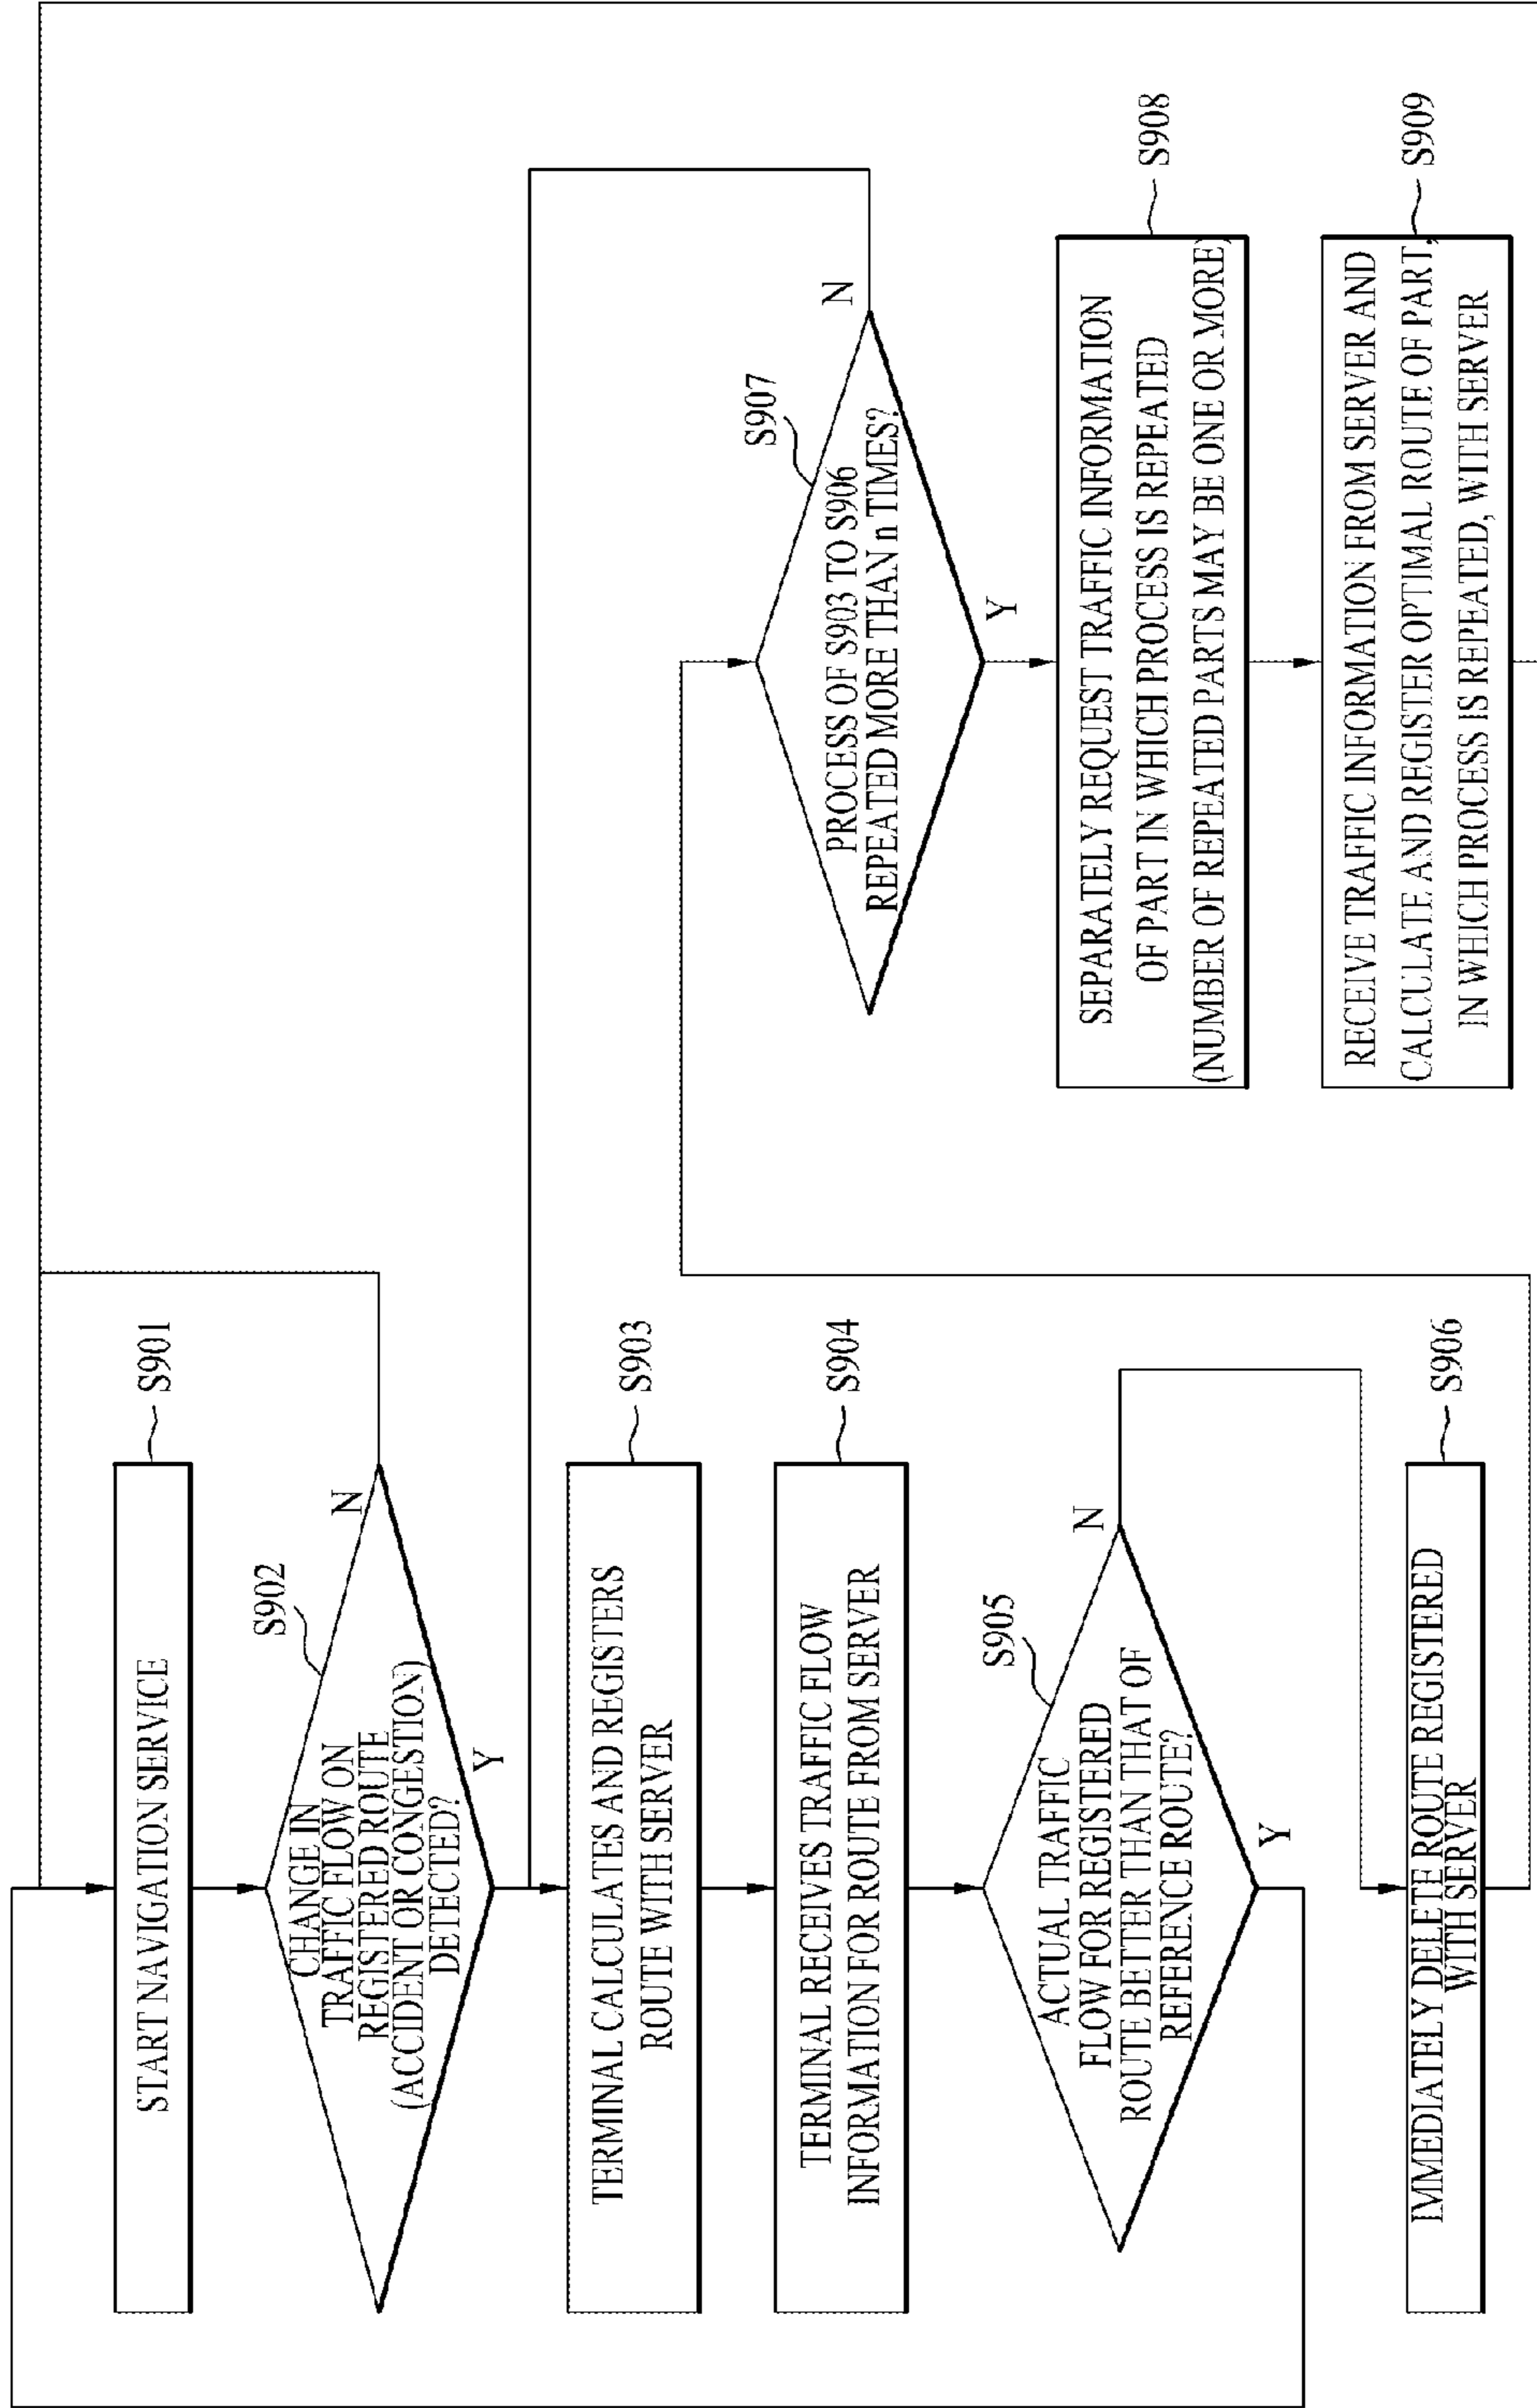 START NAVIGATION SERVICE
S901
CHANGE IN
TRAFFIC FLOW ON
REGISTERED ROUTE
(ACCIDENT OR CONGESTION)
DETECTED?
S902
N
Y
TERMINAL CALCULATES AND REGISTERS
ROUTE WITH SERVER
S903
TERMINAL RECEIVES TRAFFIC FLOW
INFORMATION FOR ROUTE FROM SERVER
S904
ACTUAL TRAFFIC
FLOW FOR REGISTERED
ROUTE BETTER THAN THAT OF
REFERENCE ROUTE?
S905
N
Y
IMMEDIATELY DELETE ROUTE REGISTERED
WITH SERVER
S906
PROCESS OF S903 TO S906
REPEATED MORE THAN n TIMES?
S907
N
Y
SEPARATELY REQUEST TRAFFIC INFORMATION
OF PART IN WHICH PROCESS IS REPEATED
(NUMBER OF REPEATED PARTS MAY BE ONE OR MORE)
S908
RECEIVE TRAFFIC INFORMATION FROM SERVER AND
CALCULATE AND REGISTER OPTIMAL ROUTE OF PART,
IN WHICH PROCESS IS REPEATED, WITH SERVER
S909